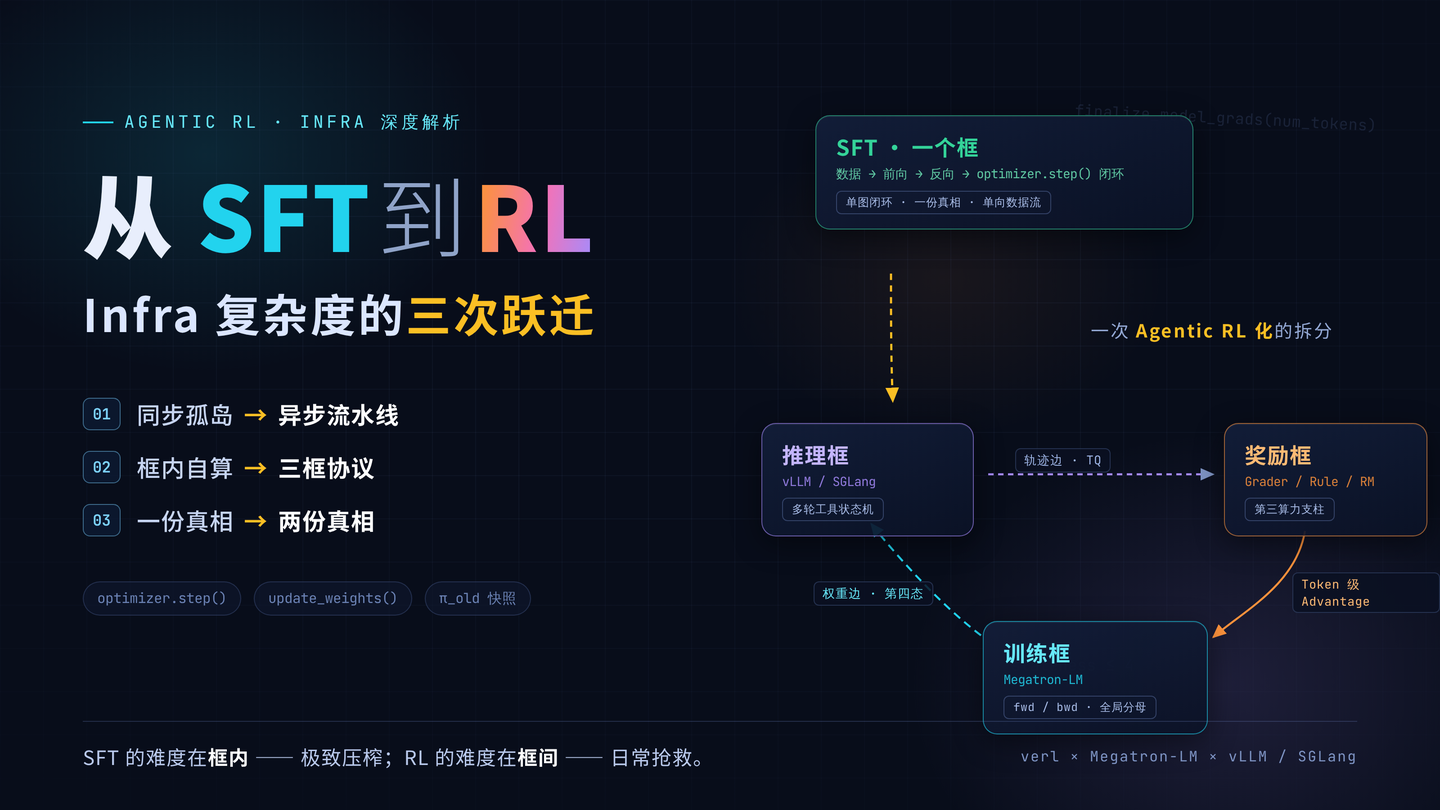 AGENTIC RL · INFRA 深度解析
从 SFT 到 RL
Infra 复杂度的三次跃迁
01 同步孤岛 → 异步流水线
02 框内自算 → 三框协议
03 一份真相 → 两份真相
optimizer.step() update_weights() π_old 快照
finalize_model_grads(num_tokens)
SFT · 一个框
数据 → 前向 → 反向 → optimizer.step() 闭环
单图闭环 · 一份真相 · 单向数据流
一次 Agentic RL 化的拆分
推理框
vLLM / SGLang
多轮工具状态机
轨迹边 · TQ
奖励框
Grader / Rule / RM
第三算力支柱
权重边 · 第四态
Token 级
Advantage
训练框
Megatron-LM
fwd / bwd · 全局分母
SFT 的难度在框内 —— 极致压榨；RL 的难度在框间 —— 日常抢救。
verl × Megatron-LM × vLLM / SGLang